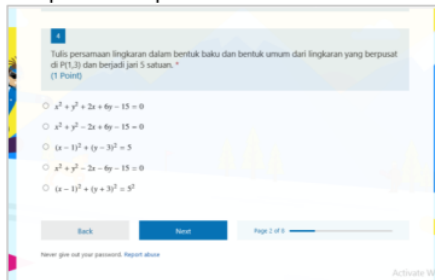 4
Tulis persamaan lingkaran dalam bentuk baku dan bentuk umum dari lingkaran yang berpusat
di P(1,3) dan berjadi jari 5 satuan. *
(1 Point)
x² + y² + 2x + 6y − 15 = 0
x² + y² − 2x + 6y − 15 = 0
(x − 1)² + (y − 3)² = 5
x² + y² − 2x − 6y − 15 = 0
(x − 1)² + (y + 3)² = 5²
Back Next Page 2 of 8
Never give out your password. Report abuse
Activate W